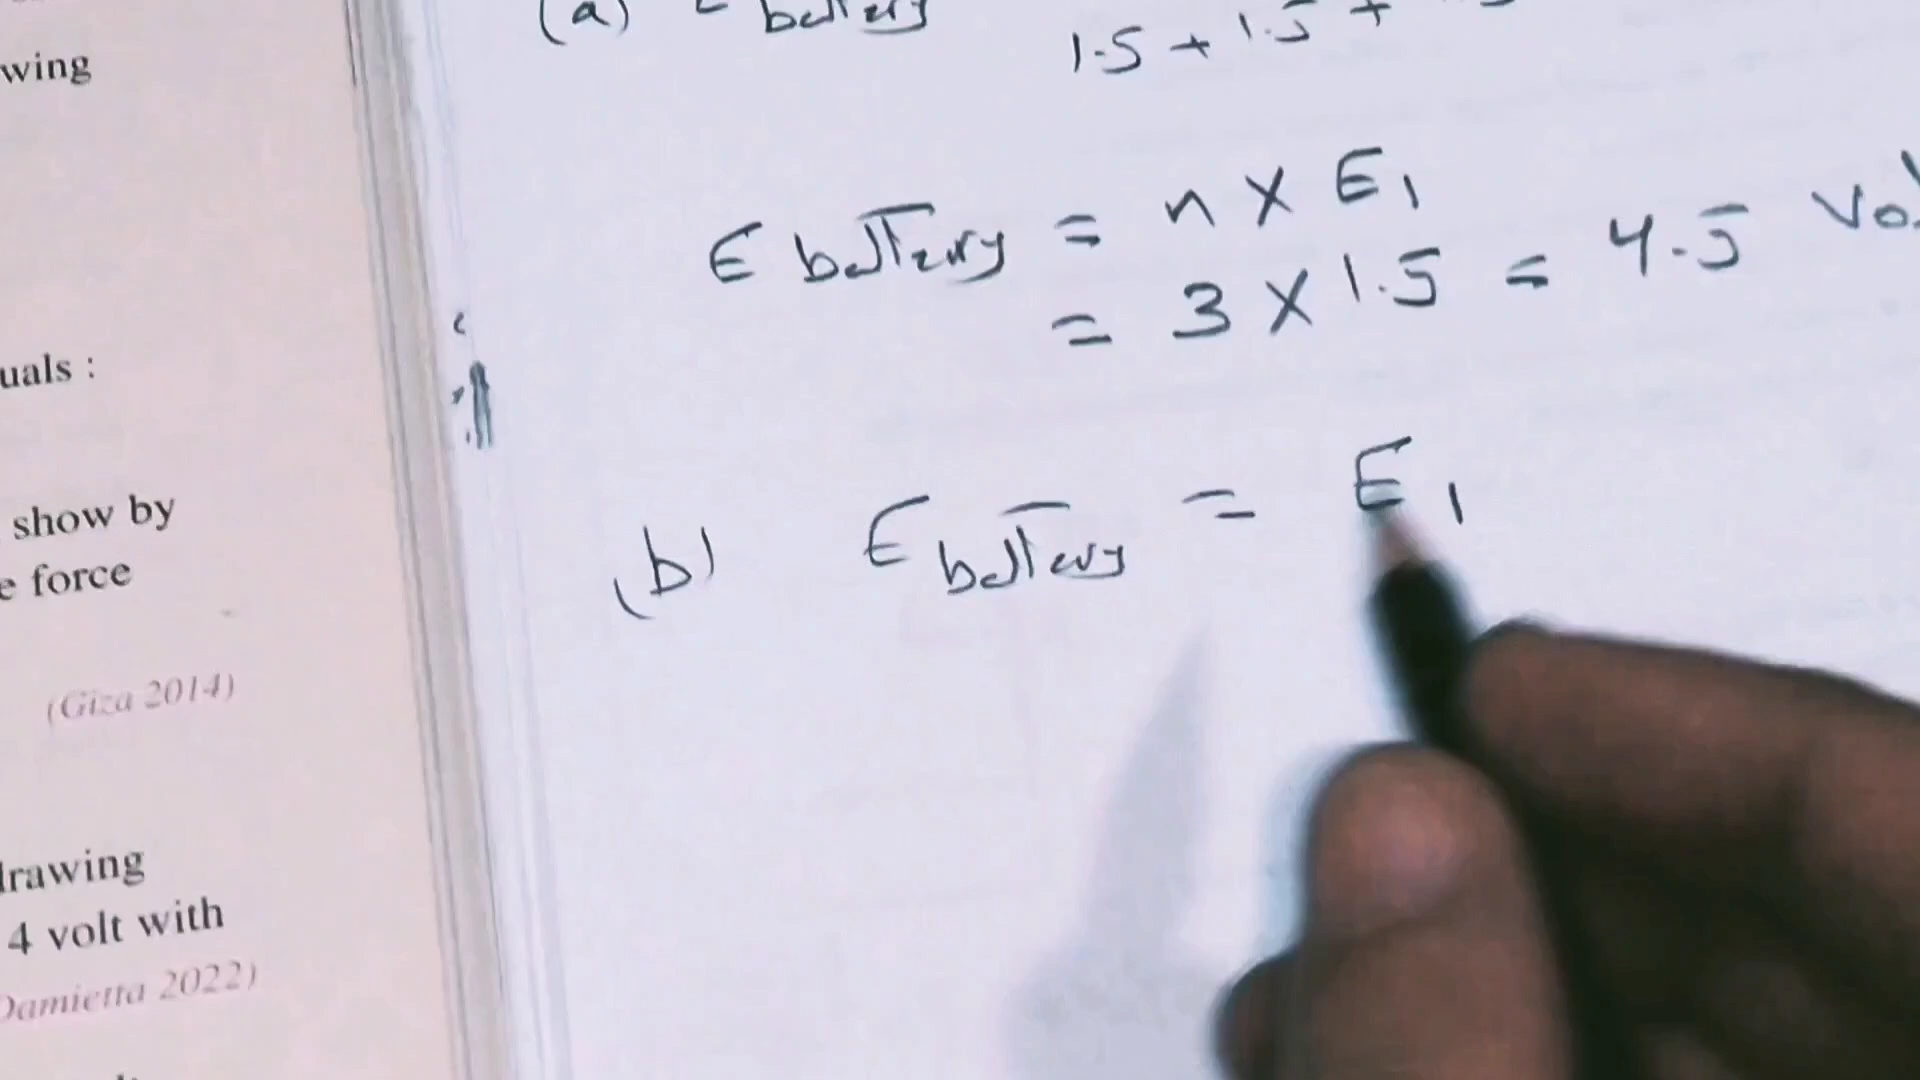 (a) E battery
1.5 + 1.5 +
wing
E battery = n X E1
= 3 X 1.5 = 4.5
uals :
(b) E battery = E1
show by
e force
(Giza 2014)
drawing
4 volt with
Damietta 2022)